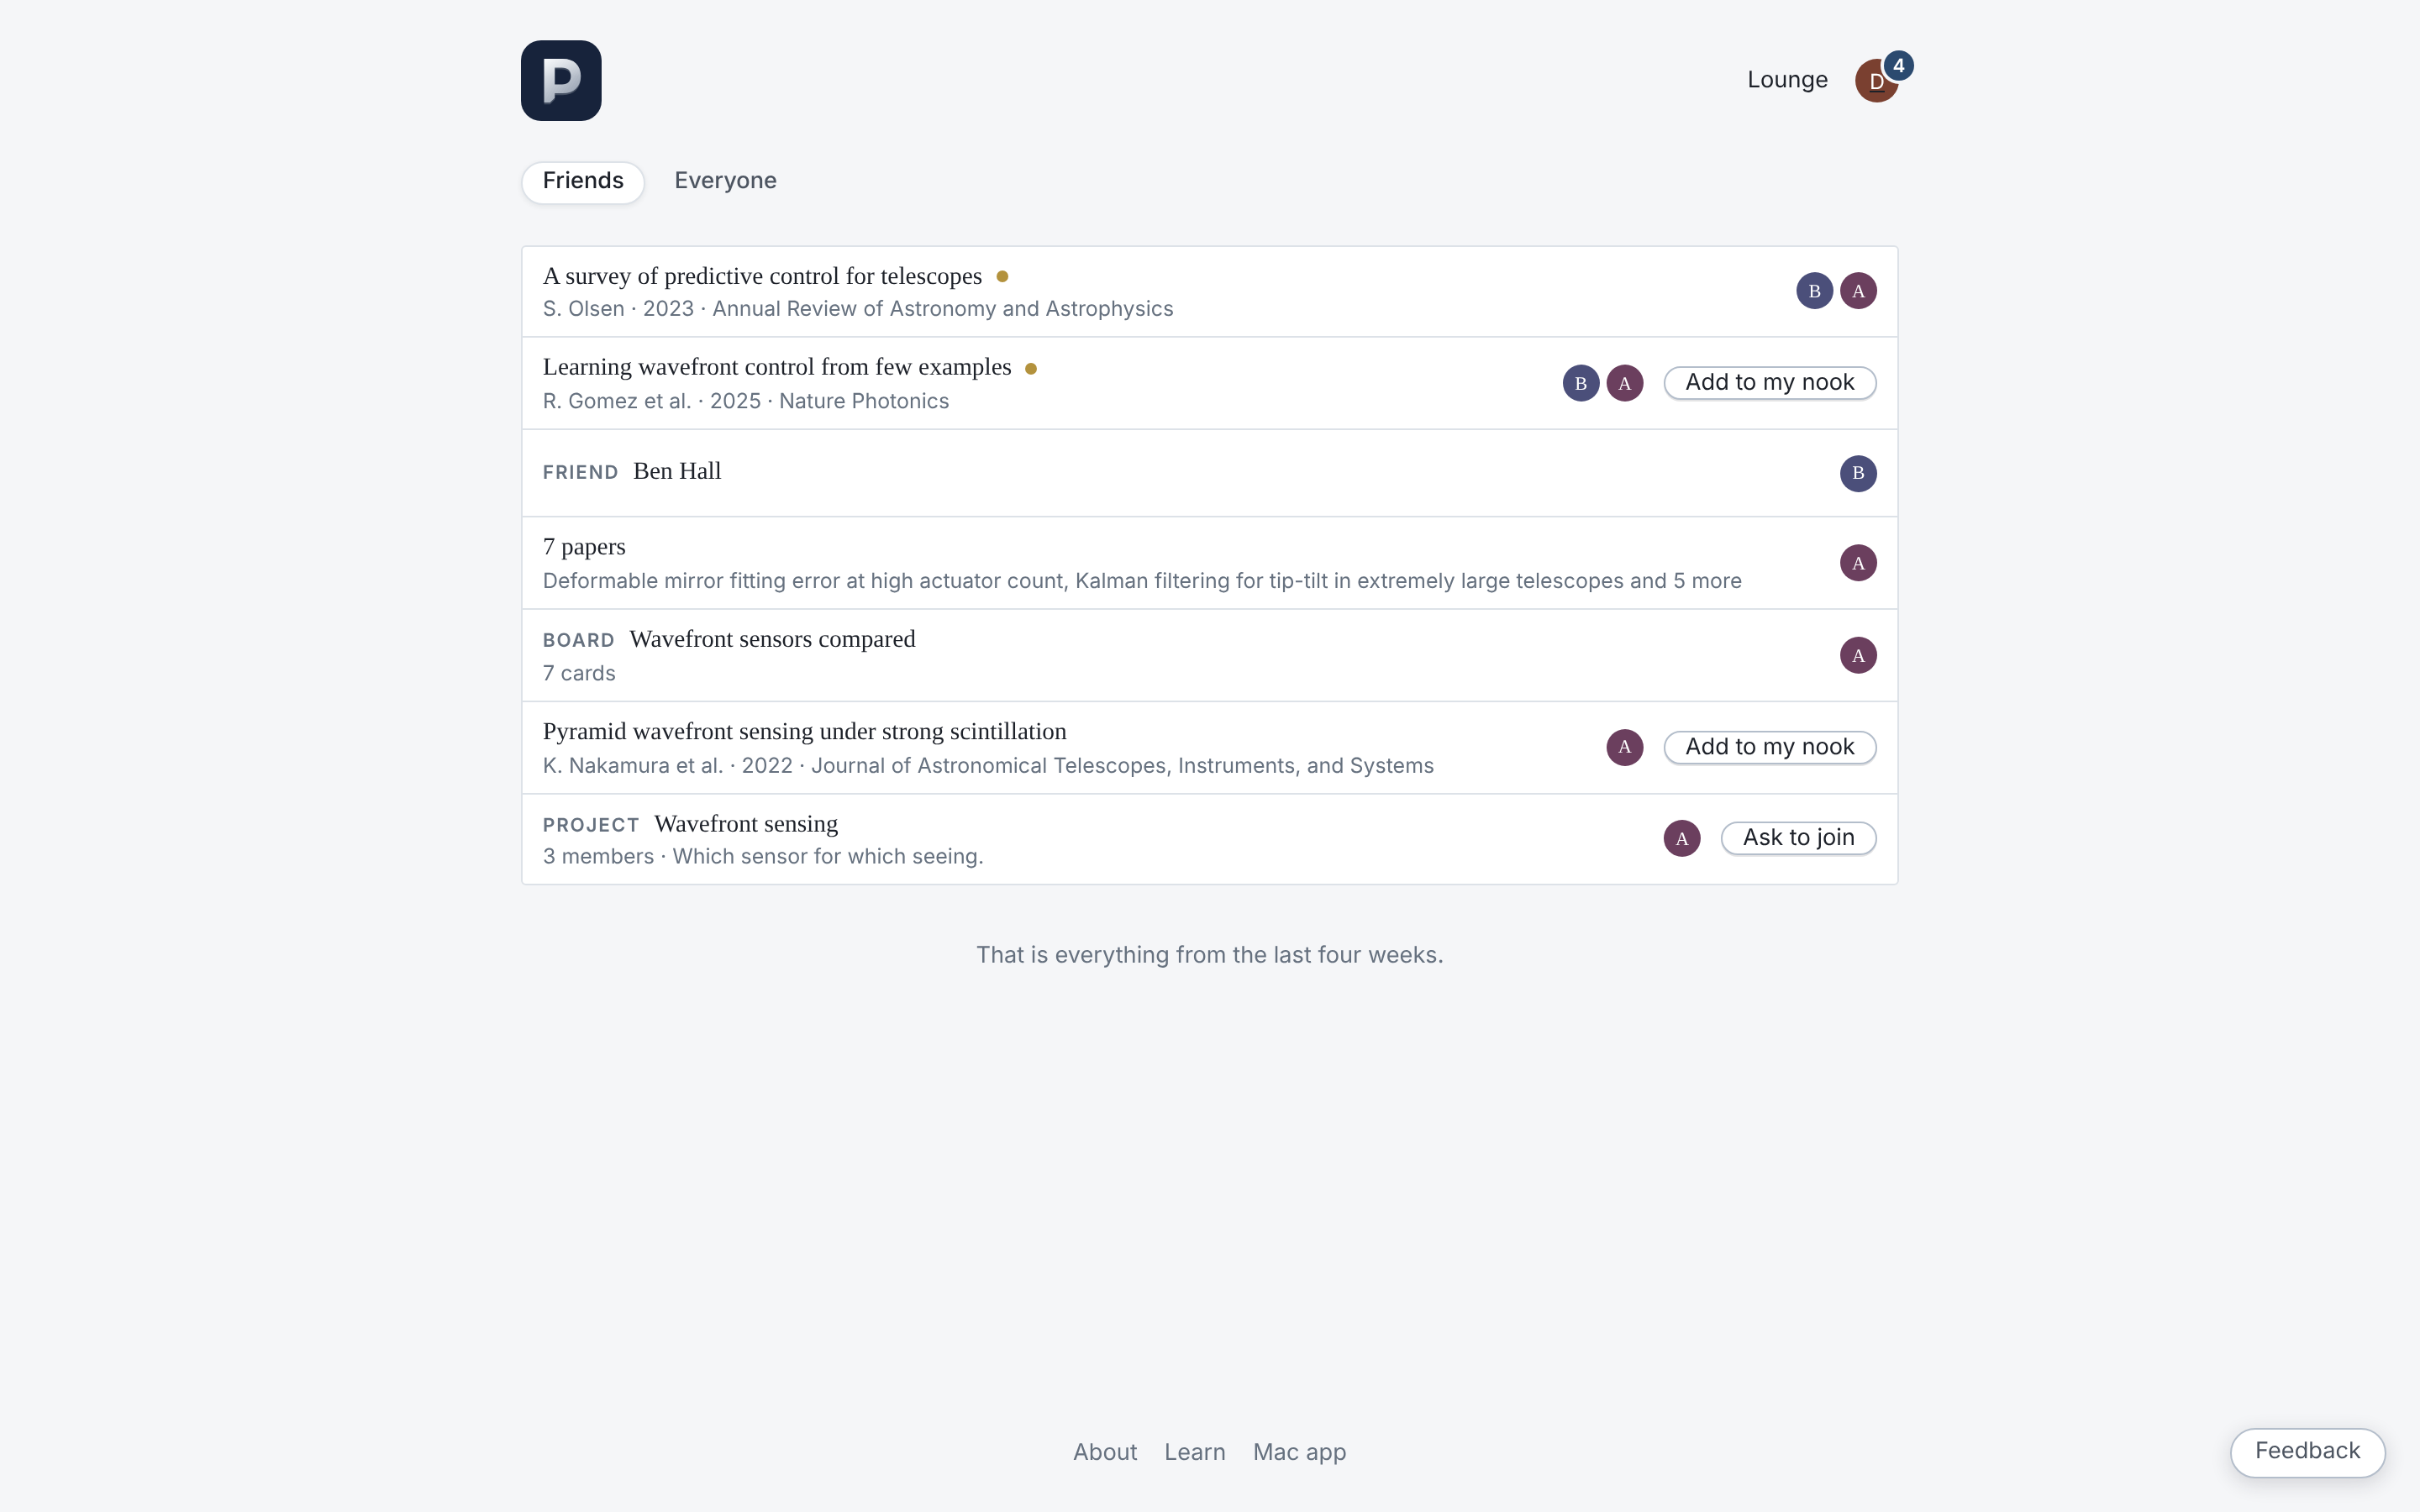 P
Lounge
D
4
Friends
Everyone
A survey of predictive control for telescopes
S. Olsen · 2023 · Annual Review of Astronomy and Astrophysics
B
A
Learning wavefront control from few examples
R. Gomez et al. · 2025 · Nature Photonics
B
A
Add to my nook
FRIEND Ben Hall
B
7 papers
Deformable mirror fitting error at high actuator count, Kalman filtering for tip-tilt in extremely large telescopes and 5 more
A
BOARD Wavefront sensors compared
7 cards
A
Pyramid wavefront sensing under strong scintillation
K. Nakamura et al. · 2022 · Journal of Astronomical Telescopes, Instruments, and Systems
A
Add to my nook
PROJECT Wavefront sensing
3 members · Which sensor for which seeing.
A
Ask to join
That is everything from the last four weeks.
About
Learn
Mac app
Feedback